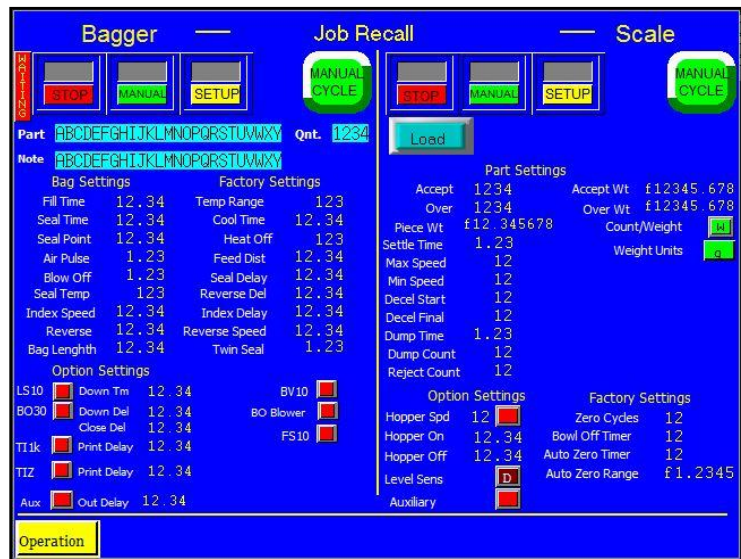 Bagger — Job Recall — Scale
WAITING
STOP MANUAL SETUP MANUAL CYCLE
STOP MANUAL SETUP MANUAL CYCLE
Part ABCDEFGHIJKLMNOPQRSTUVWXY Qnt. 1234
Note ABCDEFGHIJKLMNOPQRSTUVWXY
Bag Settings Factory Settings
Fill Time 12.34 Temp Range 123
Seal Time 12.34 Cool Time 12.34
Seal Point 12.34 Heat Off 123
Air Pulse 1.23 Feed Dist 12.34
Blow Off 1.23 Seal Delay 12.34
Seal Temp 123 Reverse Del 12.34
Index Speed 12.34 Index Delay 12.34
Reverse 12.34 Reverse Speed 12.34
Bag Lenghth 12.34 Twin Seal 1.23
Option Settings
LS10 Down Tm 12.34 BV10
BO30 Down Del 12.34 BO Blower
Close Del 12.34
FS10
TI1k Print Delay 12.34
TIZ Print Delay 12.34
Aux Out Delay 12.34
Load
Part Settings
Accept 1234 Accept Wt f12345.678
Over 1234 Over Wt f12345.678
Piece Wt f12.345678 Count/Weight W
Settle Time 1.23 Weight Units g
Max Speed 12
Min Speed 12
Decel Start 12
Decel Final 12
Dump Time 1.23
Dump Count 12
Reject Count 12
Option Settings Factory Settings
Hopper Spd 12 Zero Cycles 12
Hopper On 12.34 Bowl Off Timer 12
Hopper Off 12.34 Auto Zero Timer 12
Level Sens D Auto Zero Range f1.2345
Auxiliary
Operation